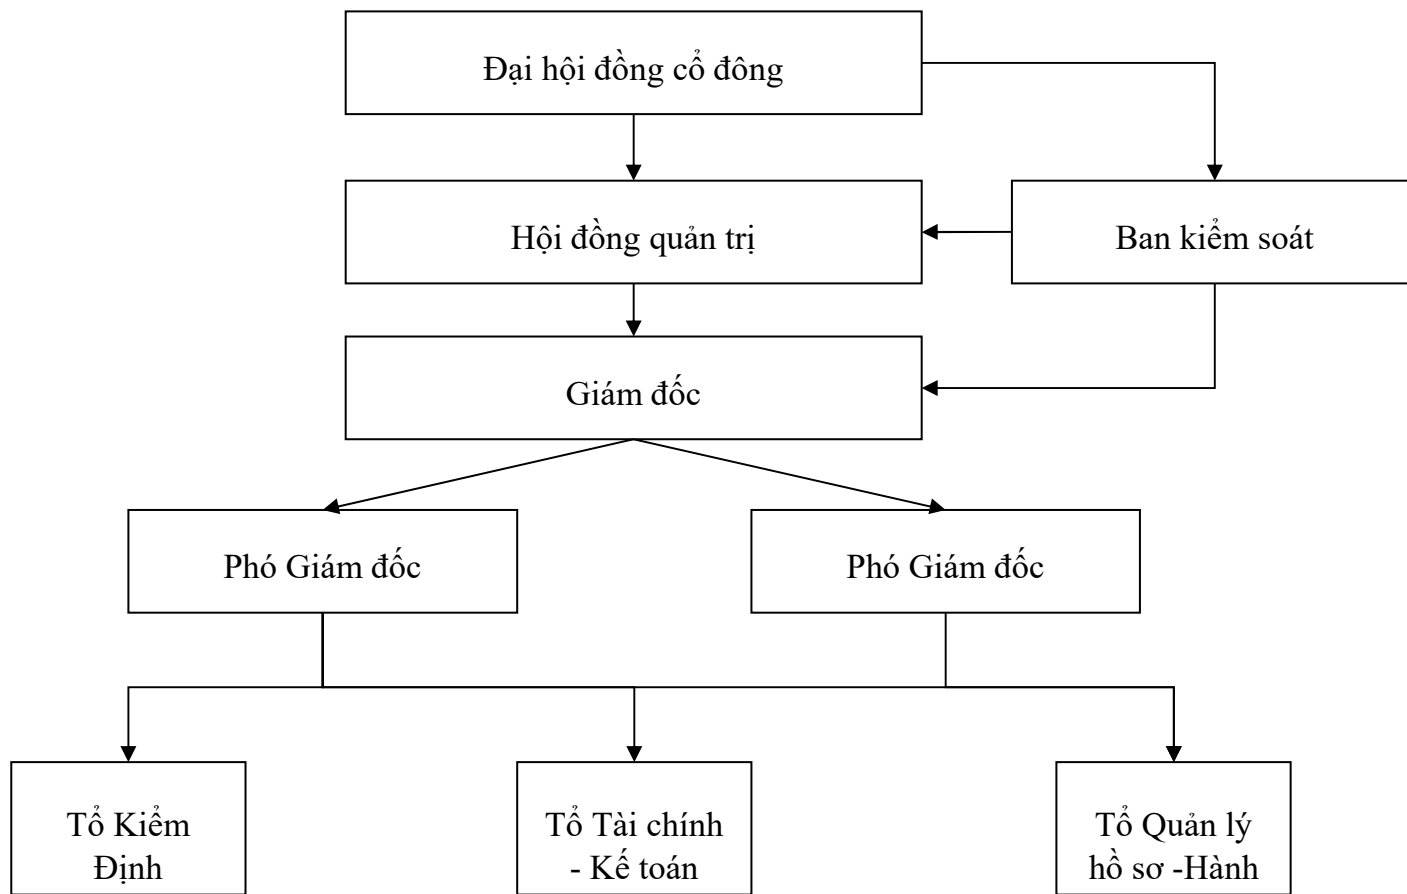 Đại hội đồng cổ đông
Hội đồng quản trị
Ban kiểm soát
Giám đốc
Phó Giám đốc
Phó Giám đốc
Tổ Kiểm
Định
Tổ Tài chính
- Kế toán
Tổ Quản lý
hồ sơ -Hành